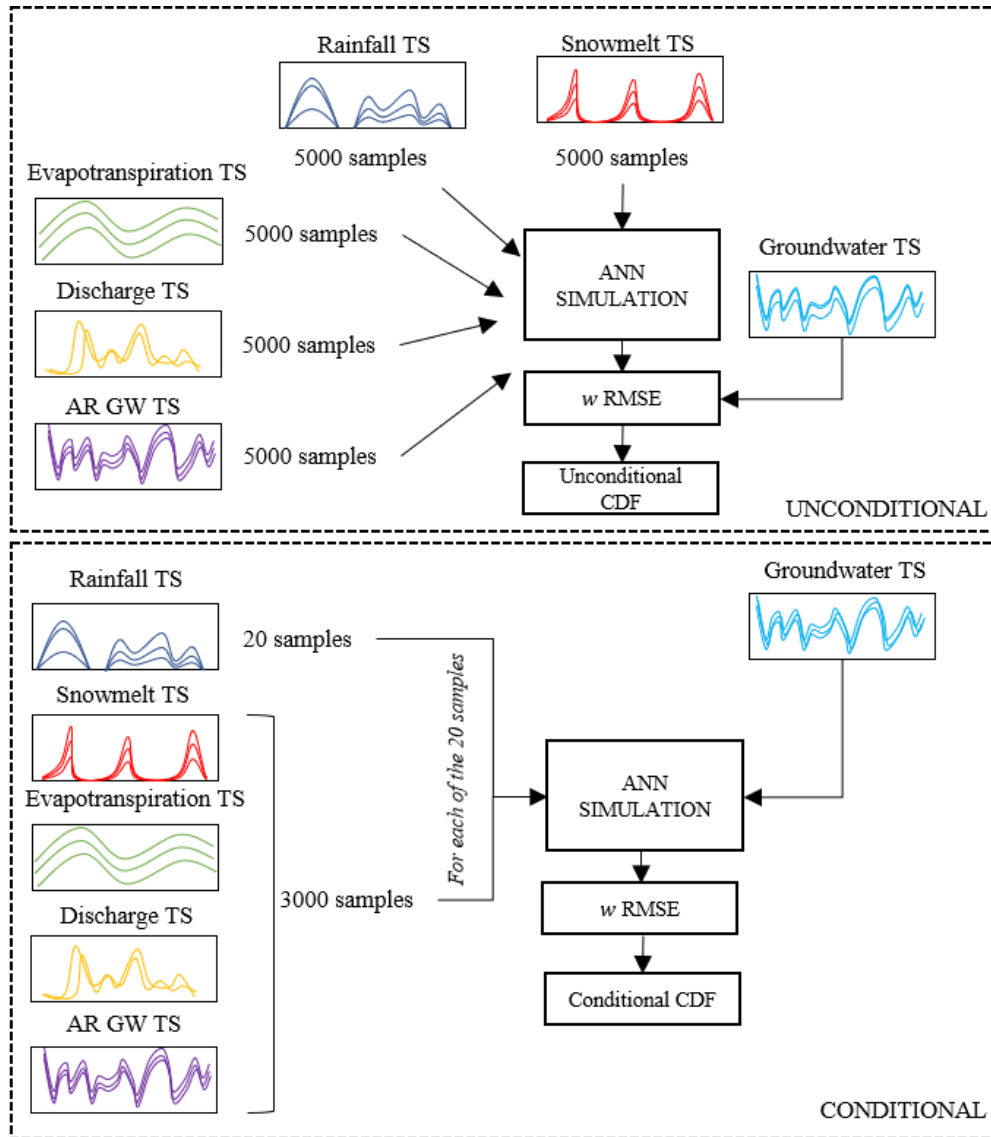 Rainfall TS
Snowmelt TS
5000 samples
5000 samples
Evapotranspiration TS
5000 samples
ANN
SIMULATION
Groundwater TS
Discharge TS
5000 samples
w RMSE
AR GW TS
5000 samples
Unconditional
CDF
UNCONDITIONAL
Rainfall TS
Groundwater TS
20 samples
Snowmelt TS
For each of the 20 samples
ANN
SIMULATION
Evapotranspiration TS
3000 samples
w RMSE
Discharge TS
Conditional CDF
AR GW TS
CONDITIONAL